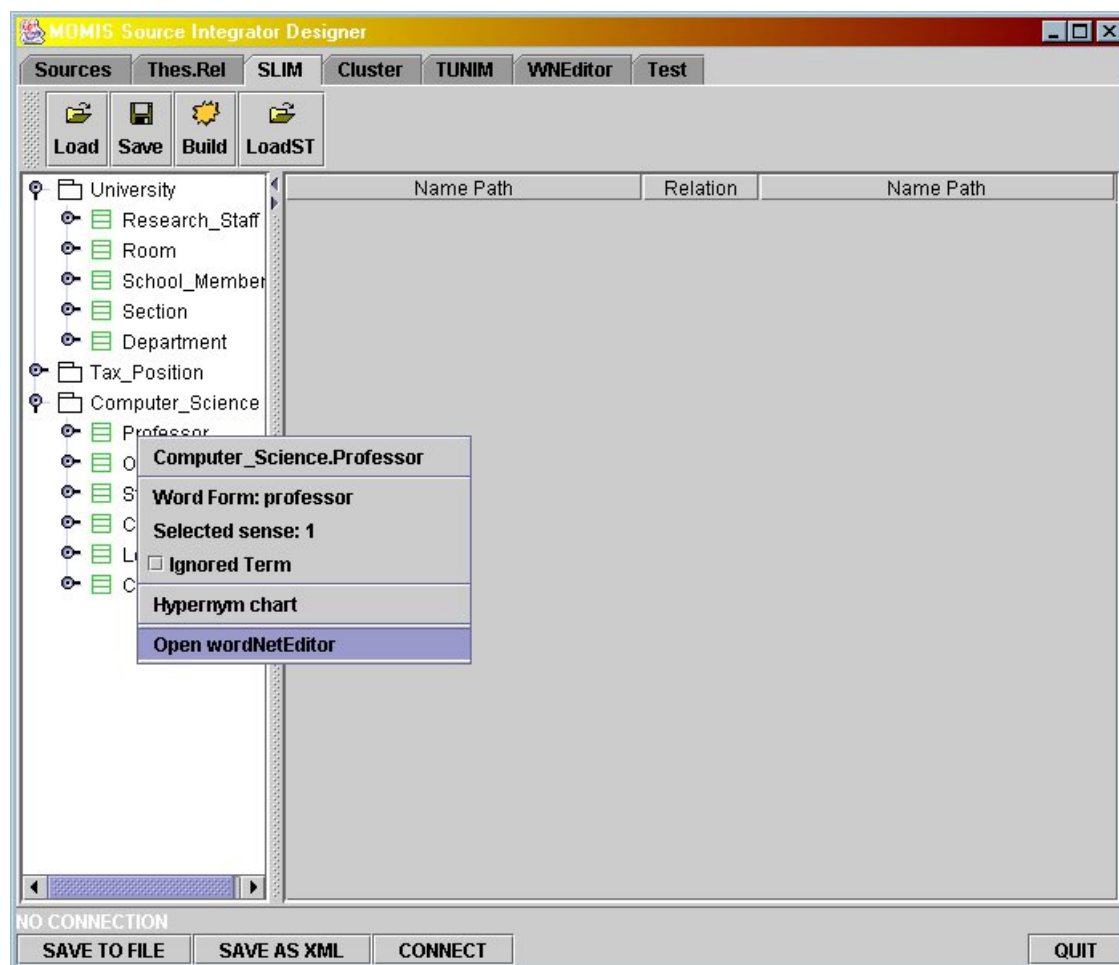 MOMIS Source Integrator Designer
Sources Thes.Rel SLIM Cluster TUNIM WNEditor Test
Load Save Build LoadST
Name Path Relation Name Path
University
Research_Staff
Room
School_Member
Section
Department
Tax_Position
Computer_Science
Professor
Computer_Science.Professor
Word Form: professor
Selected sense: 1
Ignored Term
Hypernym chart
Open wordNetEditor
NO CONNECTION
SAVE TO FILE SAVE AS XML CONNECT QUIT